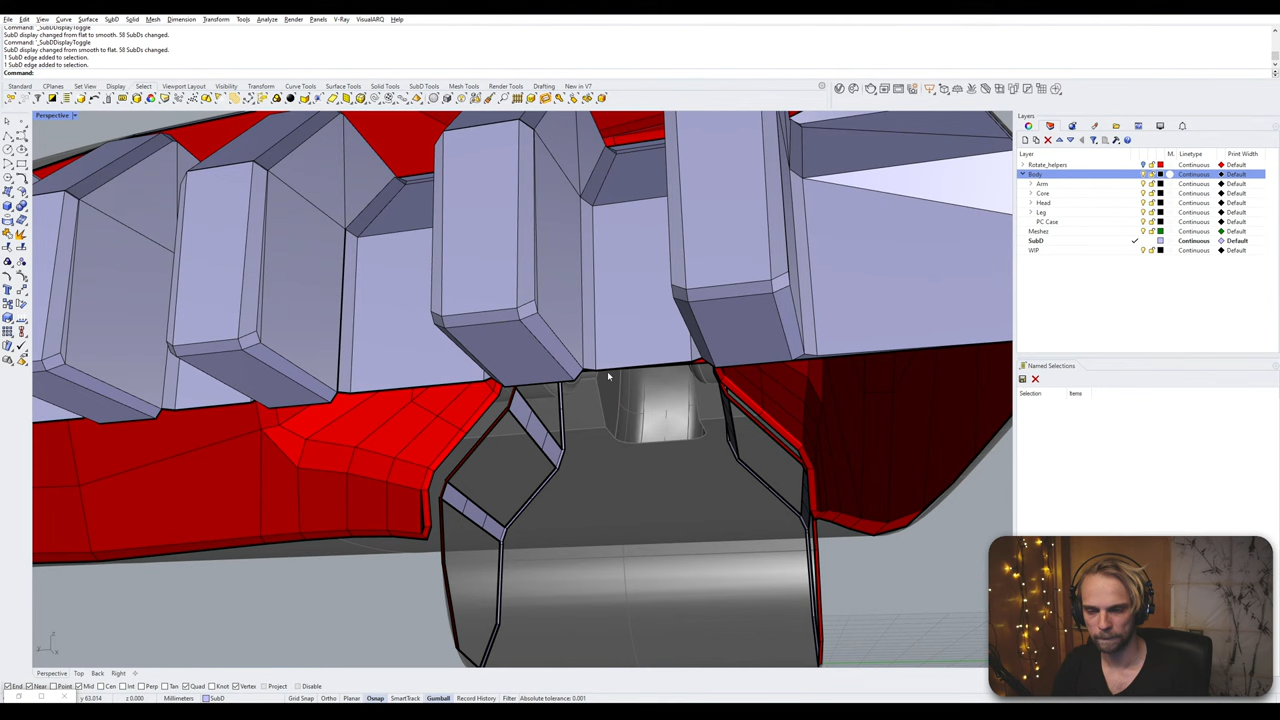 File Edit View Curve Surface SubD Solid Mesh Dimension Transform Tools Analyze Render Panels V-Ray VisualARQ Help
Command: '_SubDDisplayToggle
SubD display changed from flat to smooth. 58 SubDs changed.
Command: '_SubDDisplayToggle
SubD display changed from smooth to flat. 58 SubDs changed.
1 SubD edge added to selection.
1 SubD edge added to selection.
Command:
Standard CPlanes Set View Display Select Viewport Layout Visibility Transform Curve Tools Surface Tools Solid Tools SubD Tools Mesh Tools Render Tools Drafting New in V7
Perspective
Layers
Layer M. Linetype Print Width
Rotate_helpers Continuous Default
Body Continuous Default
Arm Continuous Default
Core Continuous Default
Head Continuous Default
Leg Continuous Default
PC Case Continuous Default
Meshez Continuous Default
SubD Continuous Default
WIP Continuous Default
Named Selections
Selection Items
Perspective Top Back Right
End Near Point Mid Cen Int Perp Tan Quad Knot Vertex Project Disable
y 63.014 z 0.000 Millimeters SubD Grid Snap Ortho Planar Osnap SmartTrack Gumball Record History Filter Absolute tolerance: 0.001